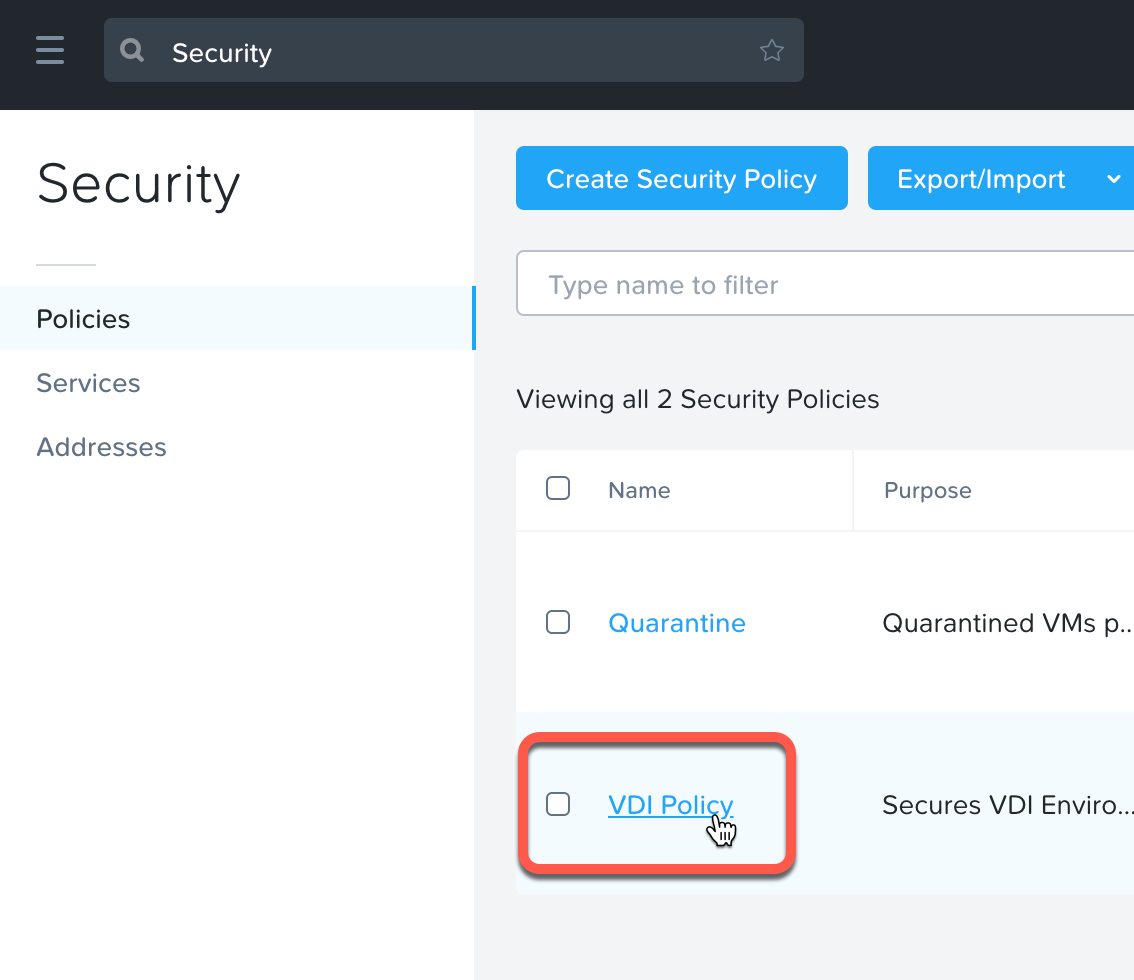 Security
Security
Policies
Services
Addresses
Create Security Policy
Export/Import
Type name to filter
Viewing all 2 Security Policies
Name
Purpose
Quarantine
Quarantined VMs p...
VDI Policy
Secures VDI Enviro...